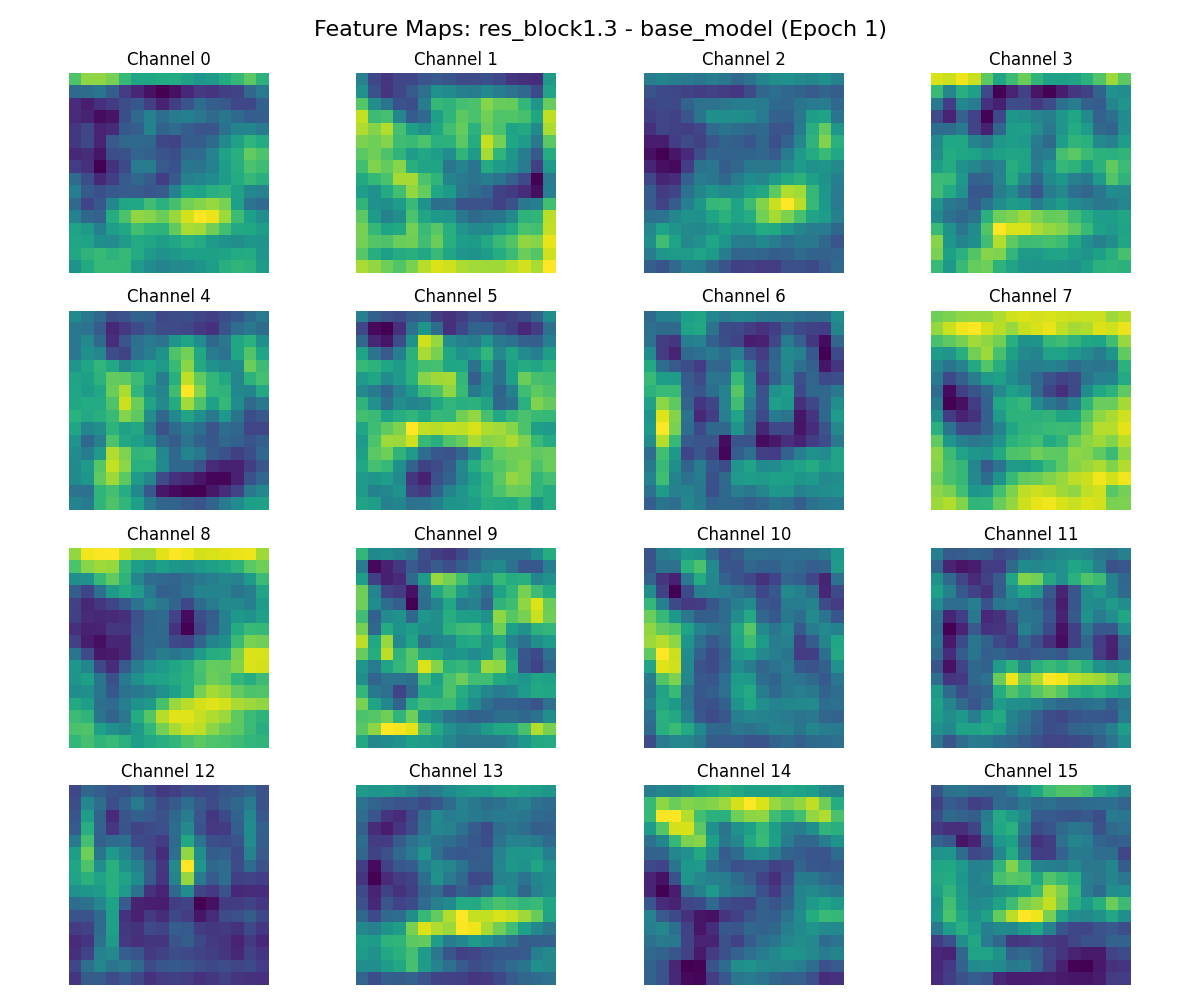 Feature Maps: res_block1.3 - base_model (Epoch 1)
Channel 0 Channel 1 Channel 2 Channel 3
Channel 4 Channel 5 Channel 6 Channel 7
Channel 8 Channel 9 Channel 10 Channel 11
Channel 12 Channel 13 Channel 14 Channel 15